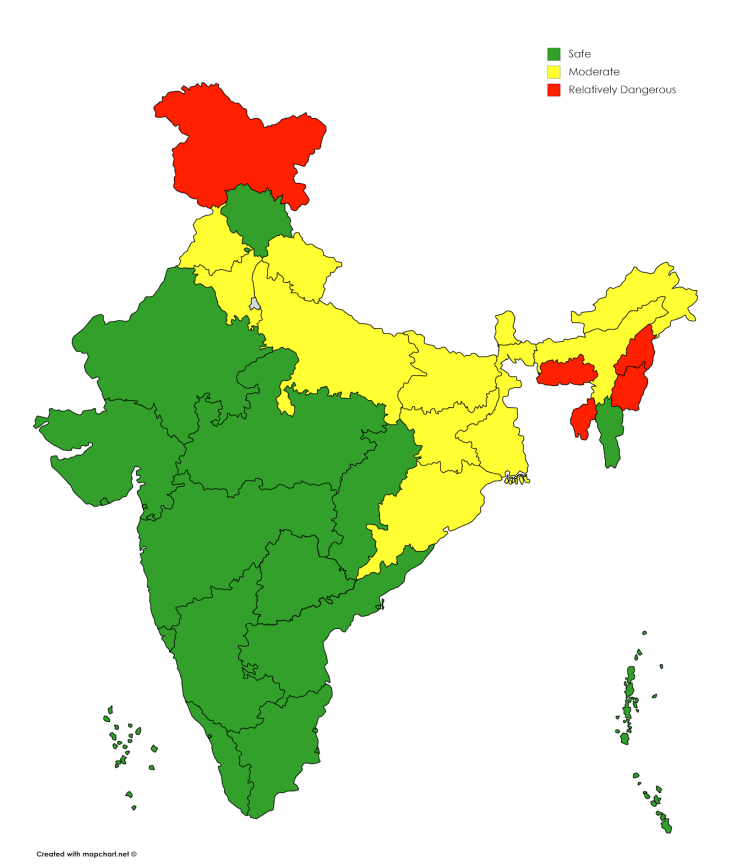 Safe
Moderate
Relatively Dangerous
Created with mapchart.net ©